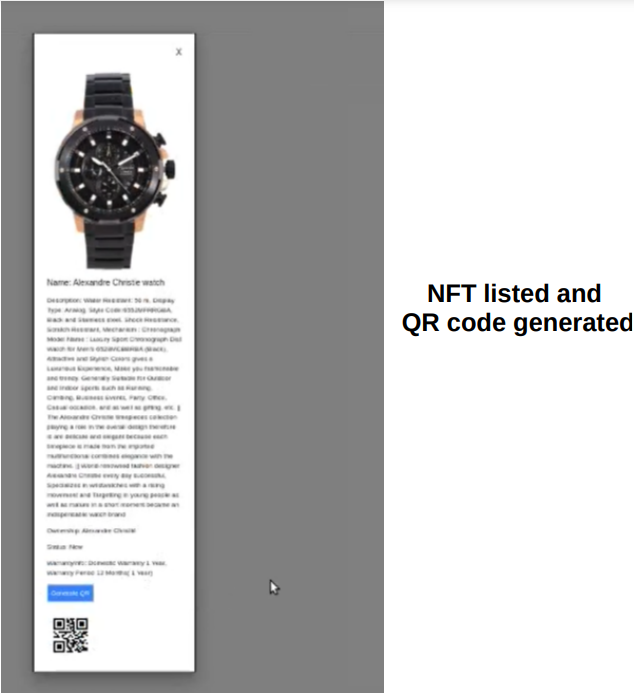 X
Name: Alexandre Christie watch
Description: Water Resistant: 50 m, Display
Type: Analog, Style Code:
Black and Stainless steel, Shock Resistance,
Scratch Resistant, Mechanism : Chronograph
Model Name : Luxury Sport Chronograph Dial
watch for Men's (Black),
Attractive and Stylish Colors gives a
Luxurious Experience, Make you fashionable
and trendy. Generally Suitable for Outdoor
and Indoor Sports such as Running,
Climbing, Business events, Party, Office,
Casual occasion, and as well as gifting, etc. ||
The Alexandre Christie timepieces collection
playing a role in the overall design therefore
is are delicate and elegant because each
timepiece is made from the imported
multifunctional combines elegance with the
machine. || World renowned fashion designer
Alexandre Christie every day successful,
Specializes in wristwatches with a rising
movement and Targeting in young people as
well as mature in a short moment became an
indispensable watch brand
Ownership: Alexandre Christie
Status: New
WarrantyInfo: Domestic Warranty 1 Year,
Warranty Period 12 Months( 1 Year)
Generate QR
NFT listed and
QR code generated